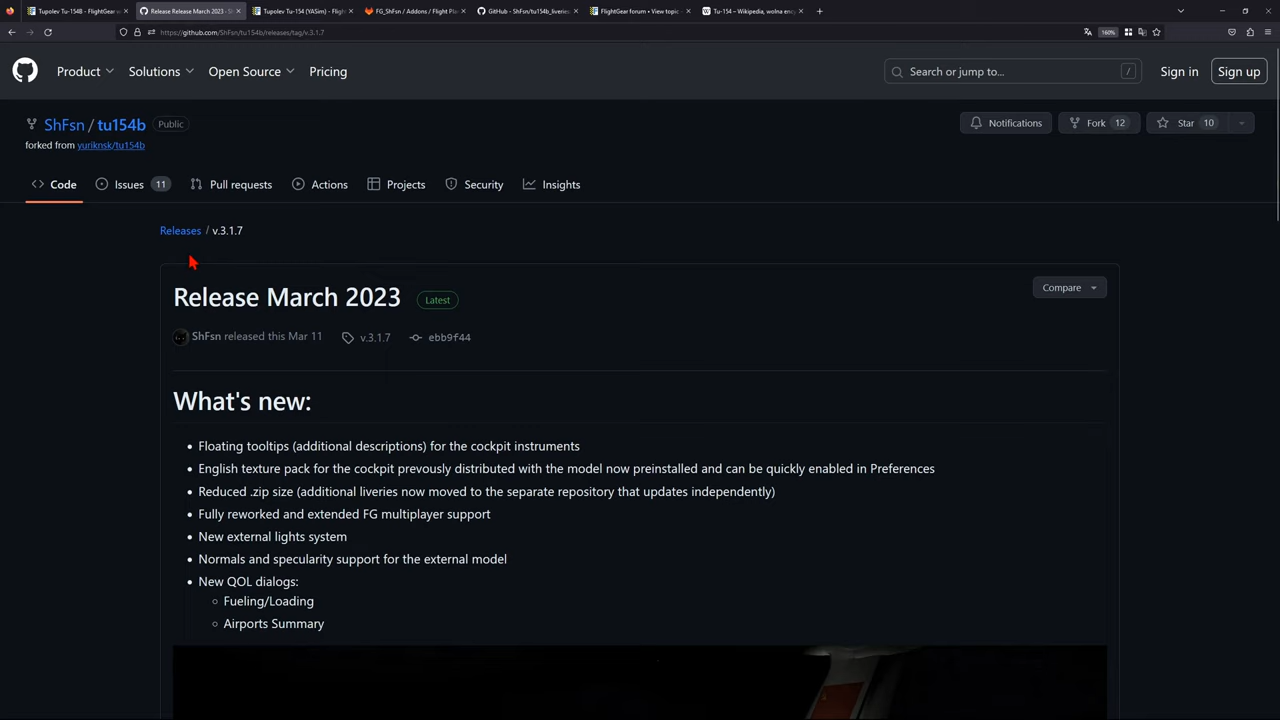 Tupolev Tu-154B - FlightGear w
Release Release March 2023 · Sh
Tupolev Tu-154 (YASim) - Flight
FG_ShFsn / Addons / Flight Plan
GitHub - ShFsn/tu154b_liveries
FlightGear forum • View topic -
Tu-154 – Wikipedia, wolna ency
https://github.com/ShFsn/tu154b/releases/tag/v.3.1.7
160%
Product
Solutions
Open Source
Pricing
Search or jump to...
/
Sign in
Sign up
ShFsn / tu154b
Public
Notifications
Fork 12
Star 10
forked from yuriknsk/tu154b
Code
Issues 11
Pull requests
Actions
Projects
Security
Insights
Releases / v.3.1.7
Release March 2023
Latest
Compare
ShFsn released this Mar 11
v.3.1.7
ebb9f44
What's new:
Floating tooltips (additional descriptions) for the cockpit instruments
English texture pack for the cockpit prevously distributed with the model now preinstalled and can be quickly enabled in Preferences
Reduced .zip size (additional liveries now moved to the separate repository that updates independently)
Fully reworked and extended FG multiplayer support
New external lights system
Normals and specularity support for the external model
New QOL dialogs:
Fueling/Loading
Airports Summary